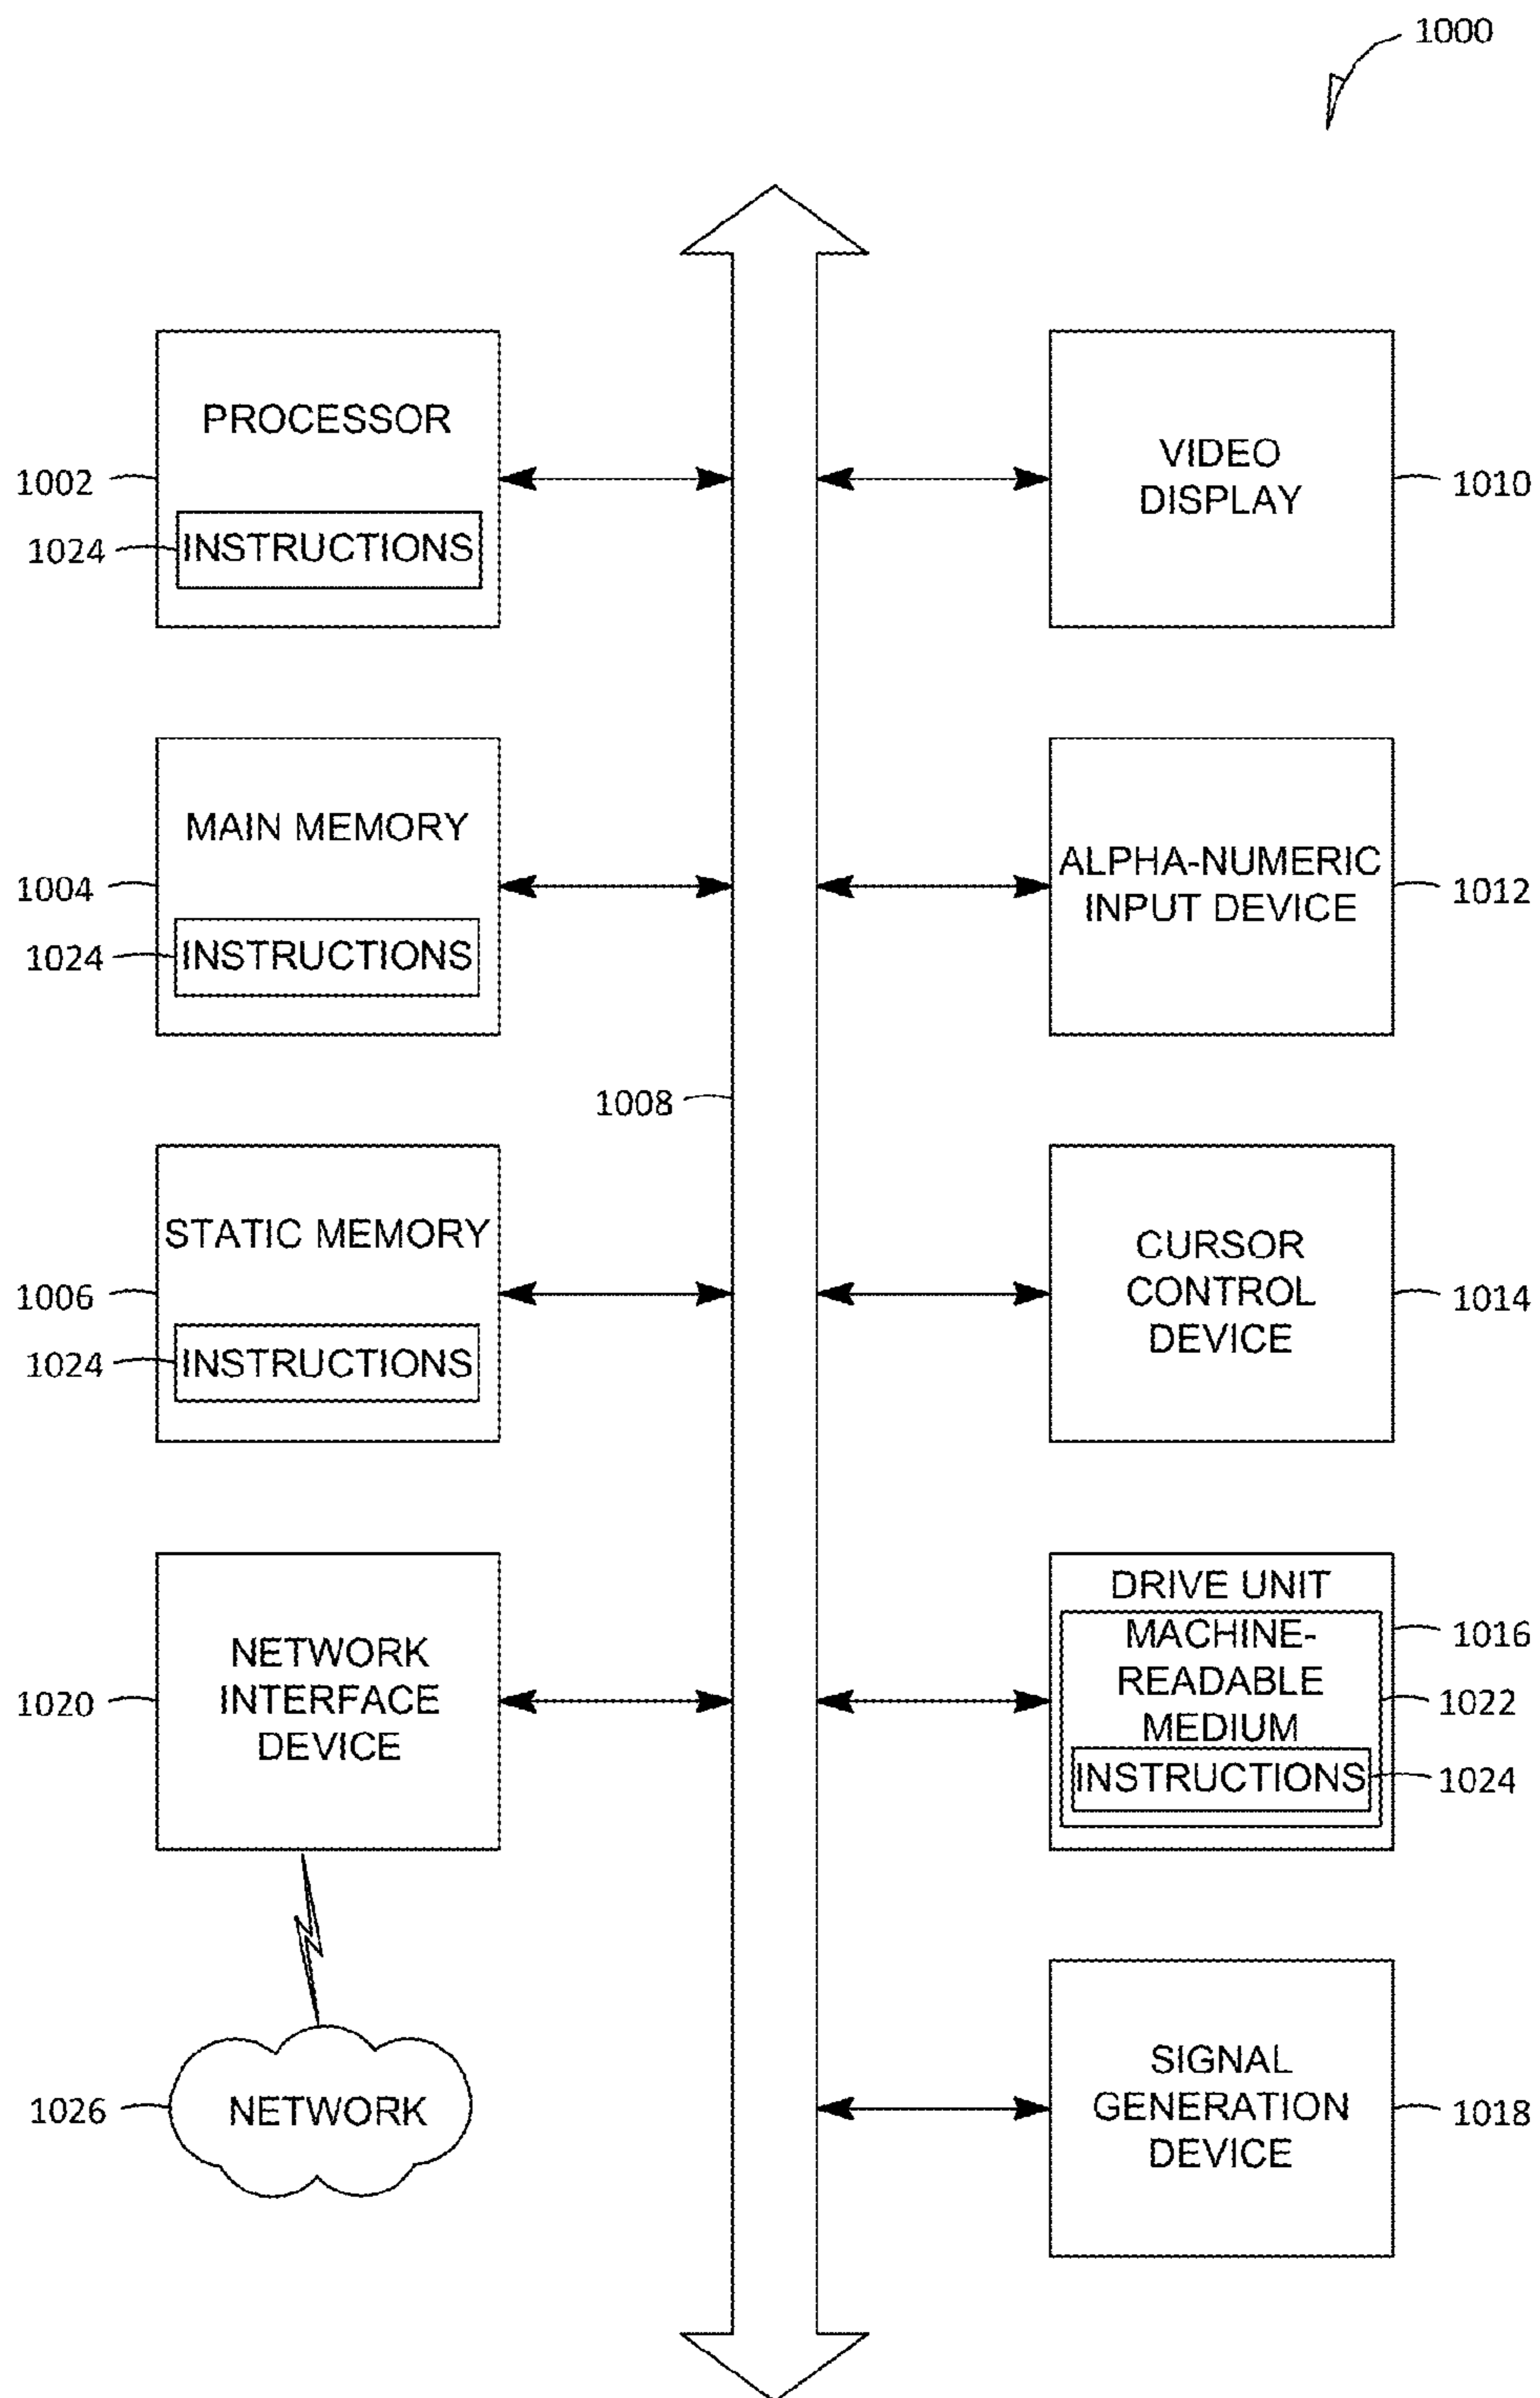 1000
PROCESSOR
1002
1024
INSTRUCTIONS
VIDEO
DISPLAY
1010
MAIN MEMORY
1004
1024
INSTRUCTIONS
ALPHA-NUMERIC
INPUT DEVICE
1012
1008
STATIC MEMORY
1006
1024
INSTRUCTIONS
CURSOR
CONTROL
DEVICE
1014
NETWORK
INTERFACE
DEVICE
1020
DRIVE UNIT
MACHINE-
READABLE
MEDIUM
INSTRUCTIONS
1016
1022
1024
NETWORK
1026
SIGNAL
GENERATION
DEVICE
1018